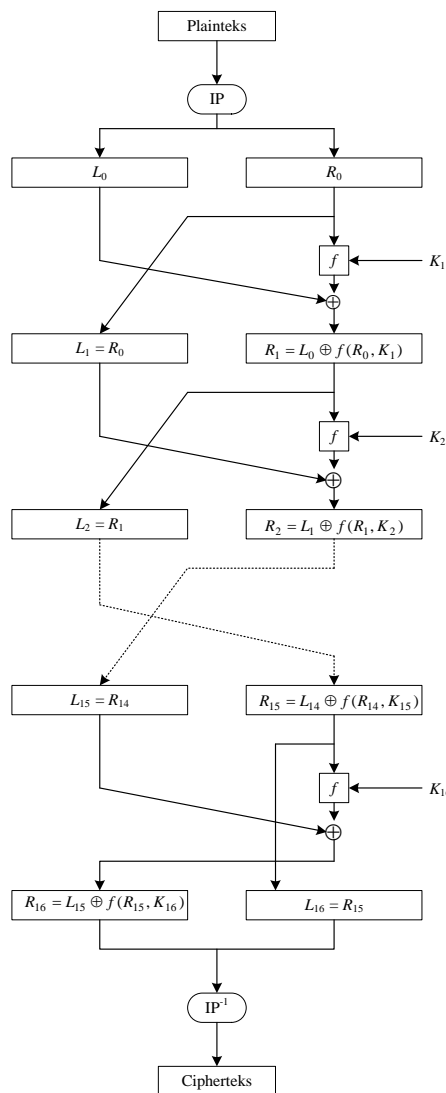 Plainteks
IP
L₀
R₀
f
K₁
L₁ = R₀
R₁ = L₀ ⊕ f(R₀, K₁)
f
K₂
L₂ = R₁
R₂ = L₁ ⊕ f(R₁, K₂)
L₁₅ = R₁₄
R₁₅ = L₁₄ ⊕ f(R₁₄, K₁₅)
f
K₁₆
R₁₆ = L₁₅ ⊕ f(R₁₅, K₁₆)
L₁₆ = R₁₅
IP⁻¹
Cipherteks